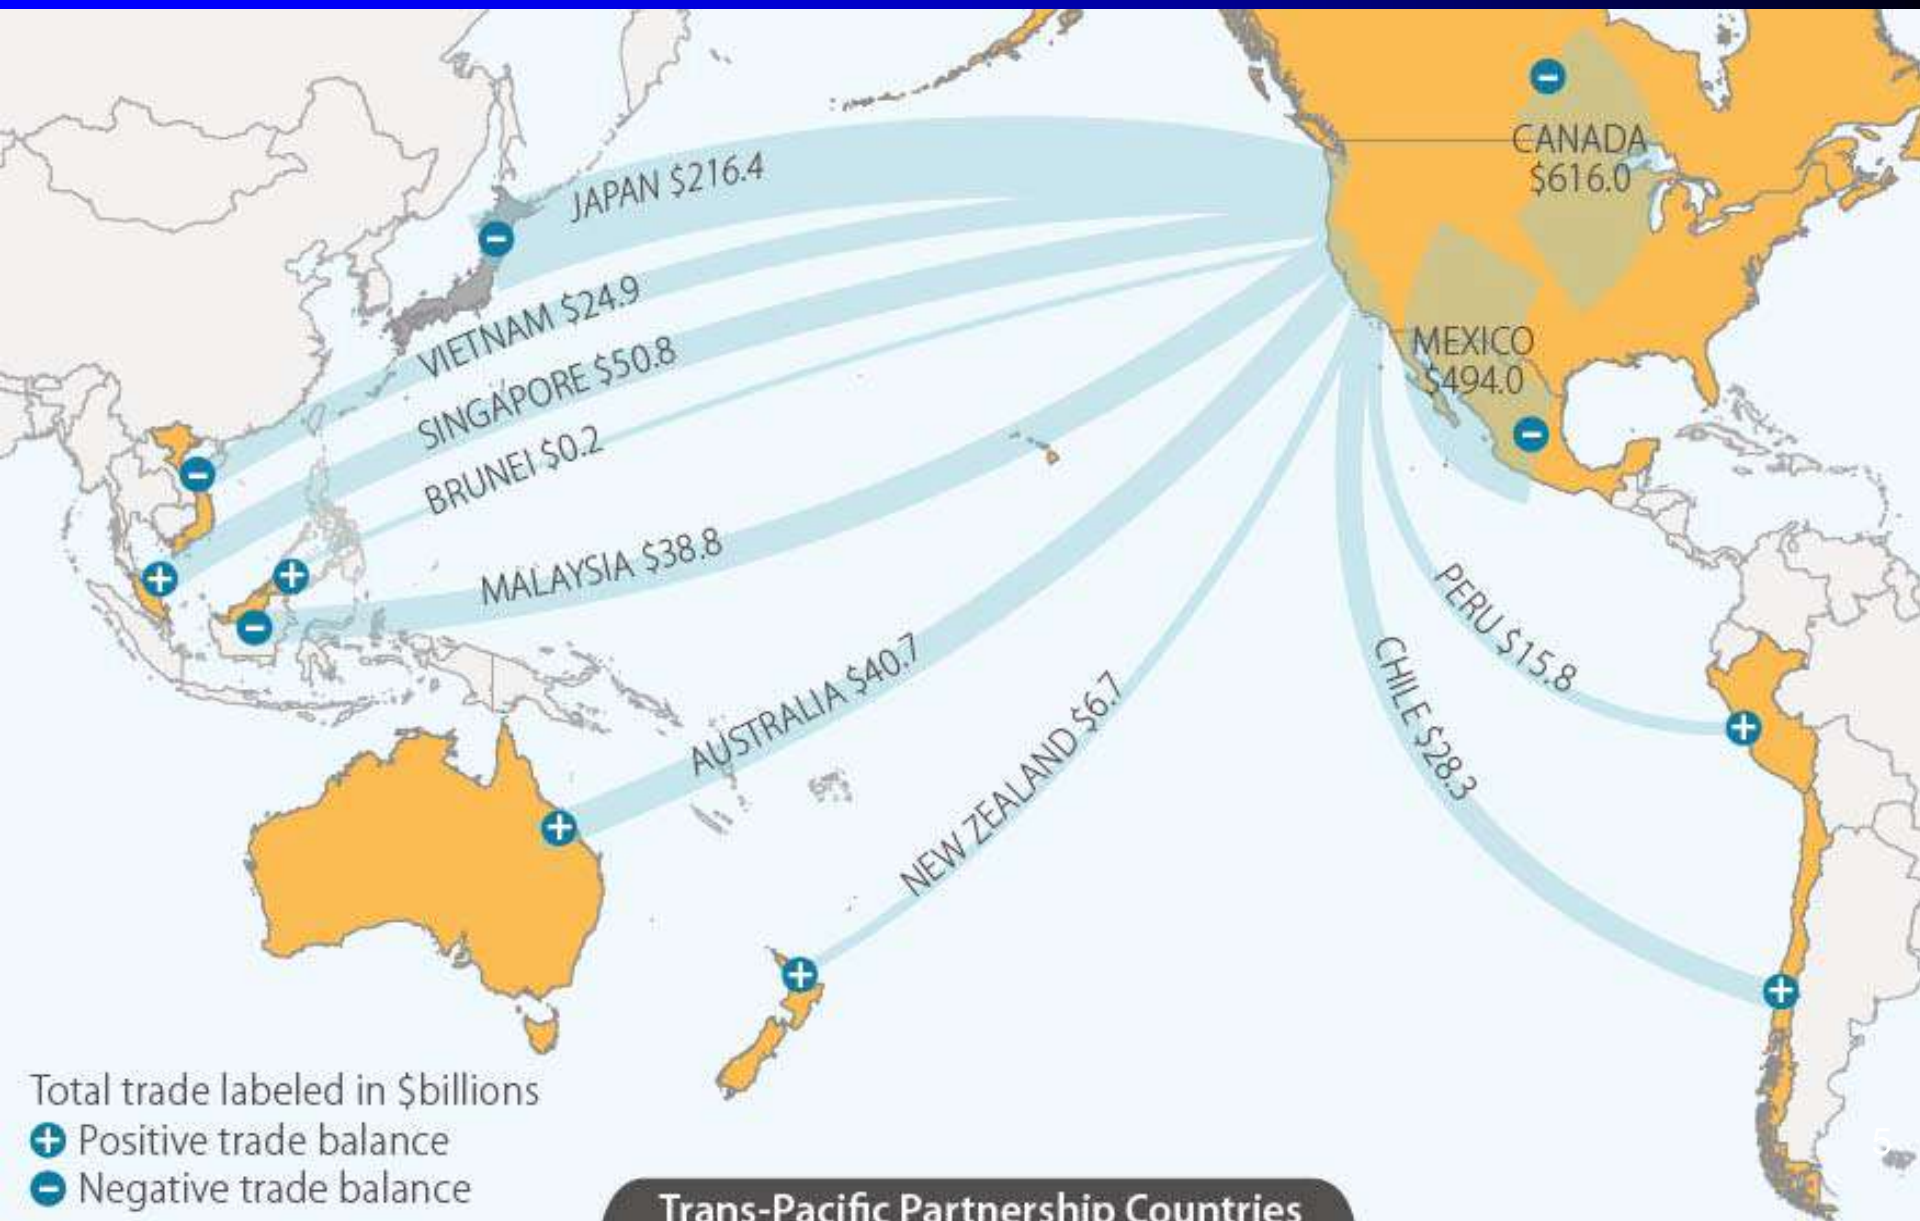 CANADA
$616.0
JAPAN $216.4
VIETNAM $24.9
SINGAPORE $50.8
BRUNEI $0.2
MEXICO
$494.0
MALAYSIA $38.8
AUSTRALIA $40.7
NEW ZEALAND $6.7
CHILE $28.3
PERU $15.8
Total trade labeled in $billions
+ Positive trade balance
− Negative trade balance
Trans-Pacific Partnership Countries